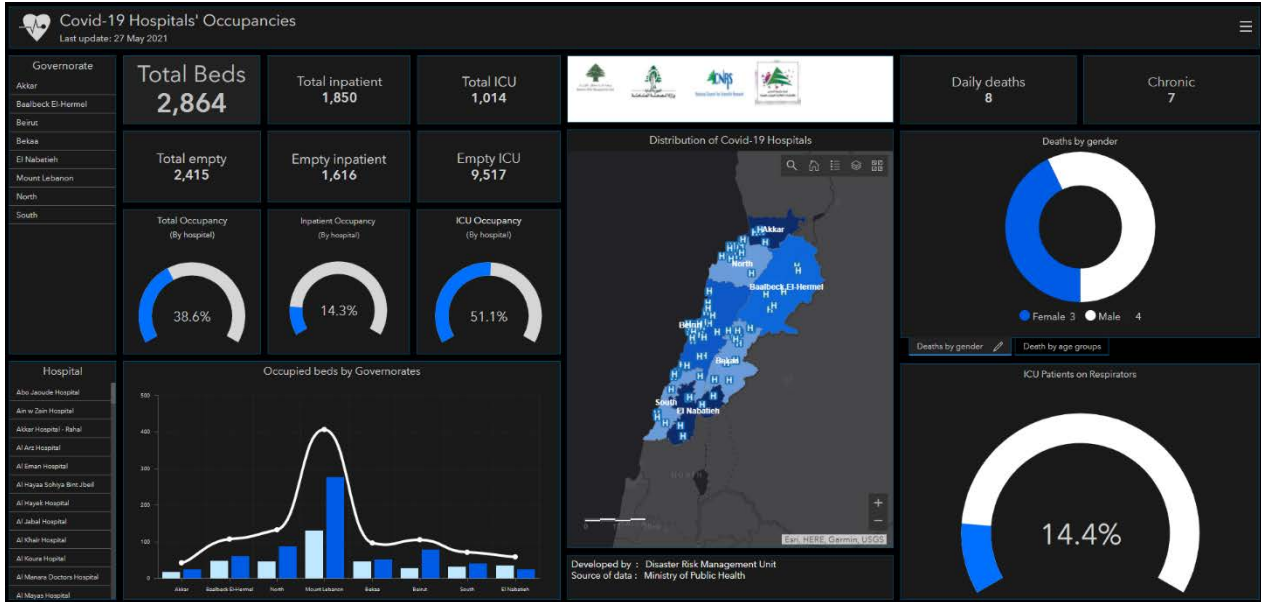 Covid-19 Hospitals' Occupancies
Last update: 27 May 2021
Governorate
Akkar
Baalbeck El-Hermel
Beirut
Bekaa
El Nabatieh
Mount Lebanon
North
South
Total Beds
2,864
Total inpatient
1,850
Total ICU
1,014
Total empty
2,415
Empty inpatient
1,616
Empty ICU
9,517
Total Occupancy
(By hospital)
38.6%
Inpatient Occupancy
(By hospital)
14.3%
ICU Occupancy
(By hospital)
51.1%
CNRS
Daily deaths
8
Chronic
7
Distribution of Covid-19 Hospitals
Akkar
North
Baalbeck El-Hermel
Beirut
Bekaa
South
El Nabatieh
Esri, HERE, Garmin, USGS
Developed by : Disaster Risk Management Unit
Source of data : Ministry of Public Health
Deaths by gender
Female 3 Male 4
Deaths by gender
Death by age groups
ICU Patients on Respirators
14.4%
Hospital
Abo Jaoude Hospital
Ain w Zain Hospital
Akkar Hospital - Rahal
Al Arz Hospital
Al Eman Hospital
Al Hayaa Sohiya Bint Jbeil
Al Hayek Hospital
Al Jabal Hospital
Al Khair Hospital
Al Koura Hopital
Al Manara Doctors Hospital
Al Mayas Hospital
Occupied beds by Governorates
500
400
300
200
100
0
Akkar Baalbeck El-Hermel North Mount Lebanon Bekaa Beirut South El Nabatieh